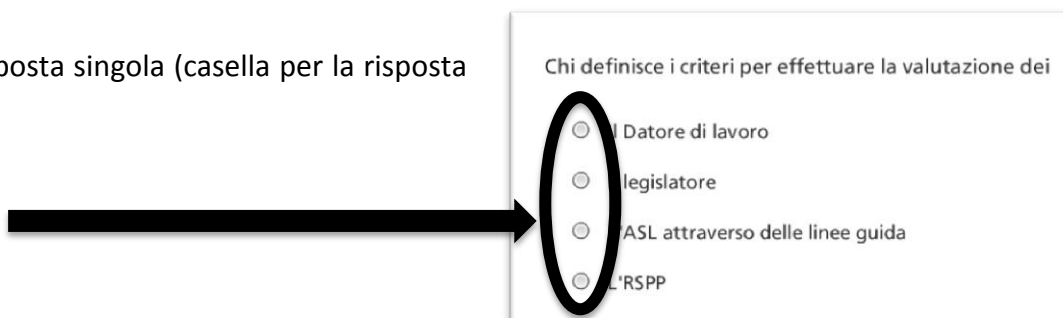 posta singola (casella per la risposta
Chi definisce i criteri per effettuare la valutazione dei
l Datore di lavoro
legislatore
'ASL attraverso delle linee guida
L'RSPP